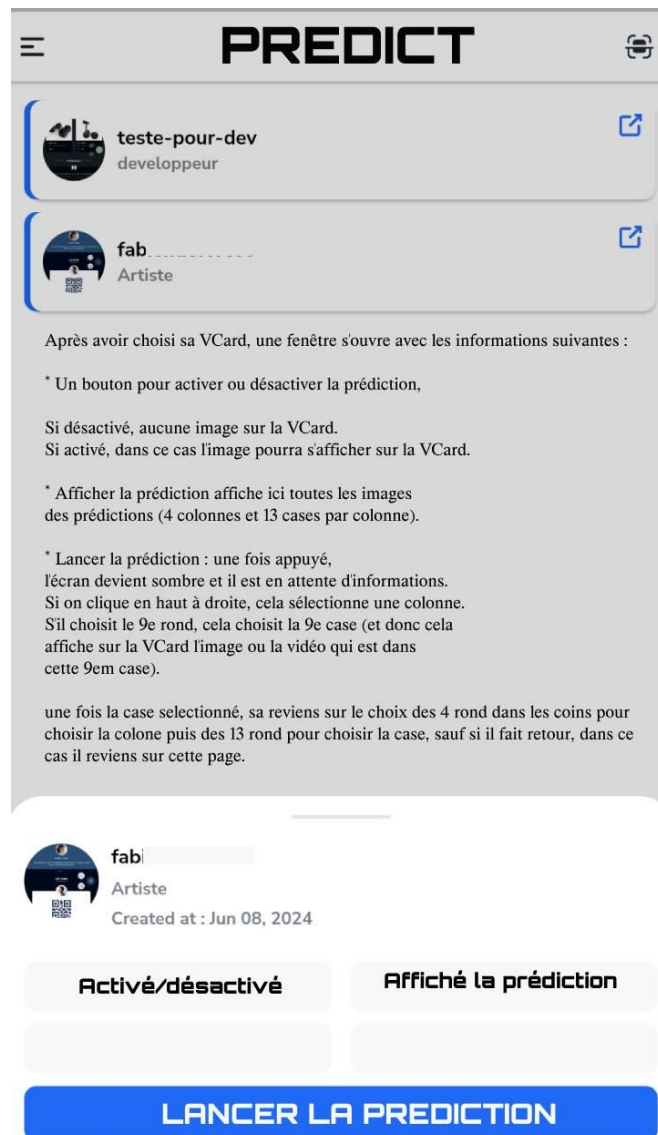 PREDICT
teste-pour-dev
developpeur
fab
Artiste
Après avoir choisi sa VCard, une fenêtre s'ouvre avec les informations suivantes :
* Un bouton pour activer ou désactiver la prédiction,
Si désactivé, aucune image sur la VCard.
Si activé, dans ce cas l'image pourra s'afficher sur la VCard.
* Afficher la prédiction affiche ici toutes les images
des prédictions (4 colonnes et 13 cases par colonne).
* Lancer la prédiction : une fois appuyé,
l'écran devient sombre et il est en attente d'informations.
Si on clique en haut à droite, cela sélectionne une colonne.
S'il choisit le 9e rond, cela choisit la 9e case (et donc cela
affiche sur la VCard l'image ou la vidéo qui est dans
cette 9em case).
une fois la case selectionné, sa reviens sur le choix des 4 rond dans les coins pour
choisir la colone puis des 13 rond pour choisir la case, sauf si il fait retour, dans ce
cas il reviens sur cette page.
fabi
Artiste
Created at : Jun 08, 2024
Activé/désactivé
Affiché la prédiction
LANCER LA PREDICTION